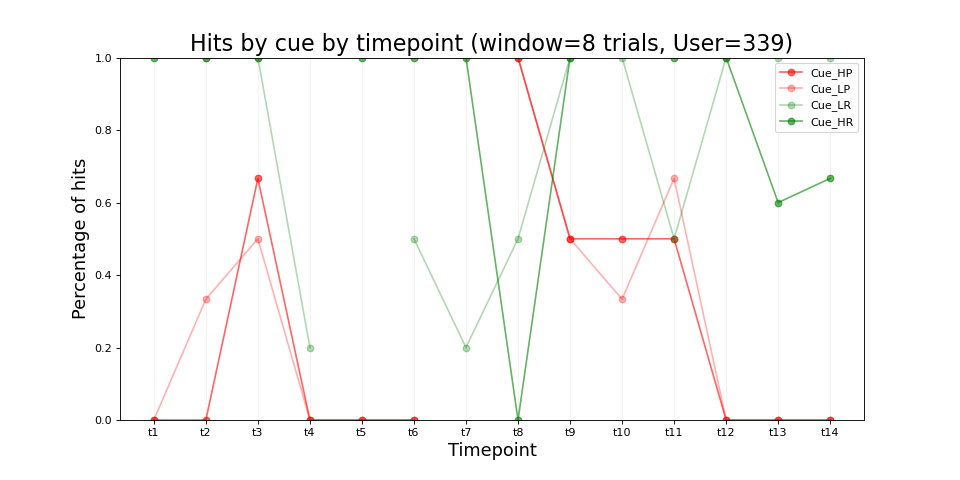 Hits by cue by timepoint (window=8 trials, User=339)
1.0
0.8
0.6
0.4
0.2
0.0
Percentage of hits
Cue_HP
Cue_LP
Cue_LR
Cue_HR
t1 t2 t3 t4 t5 t6 t7 t8 t9 t10 t11 t12 t13 t14
Timepoint